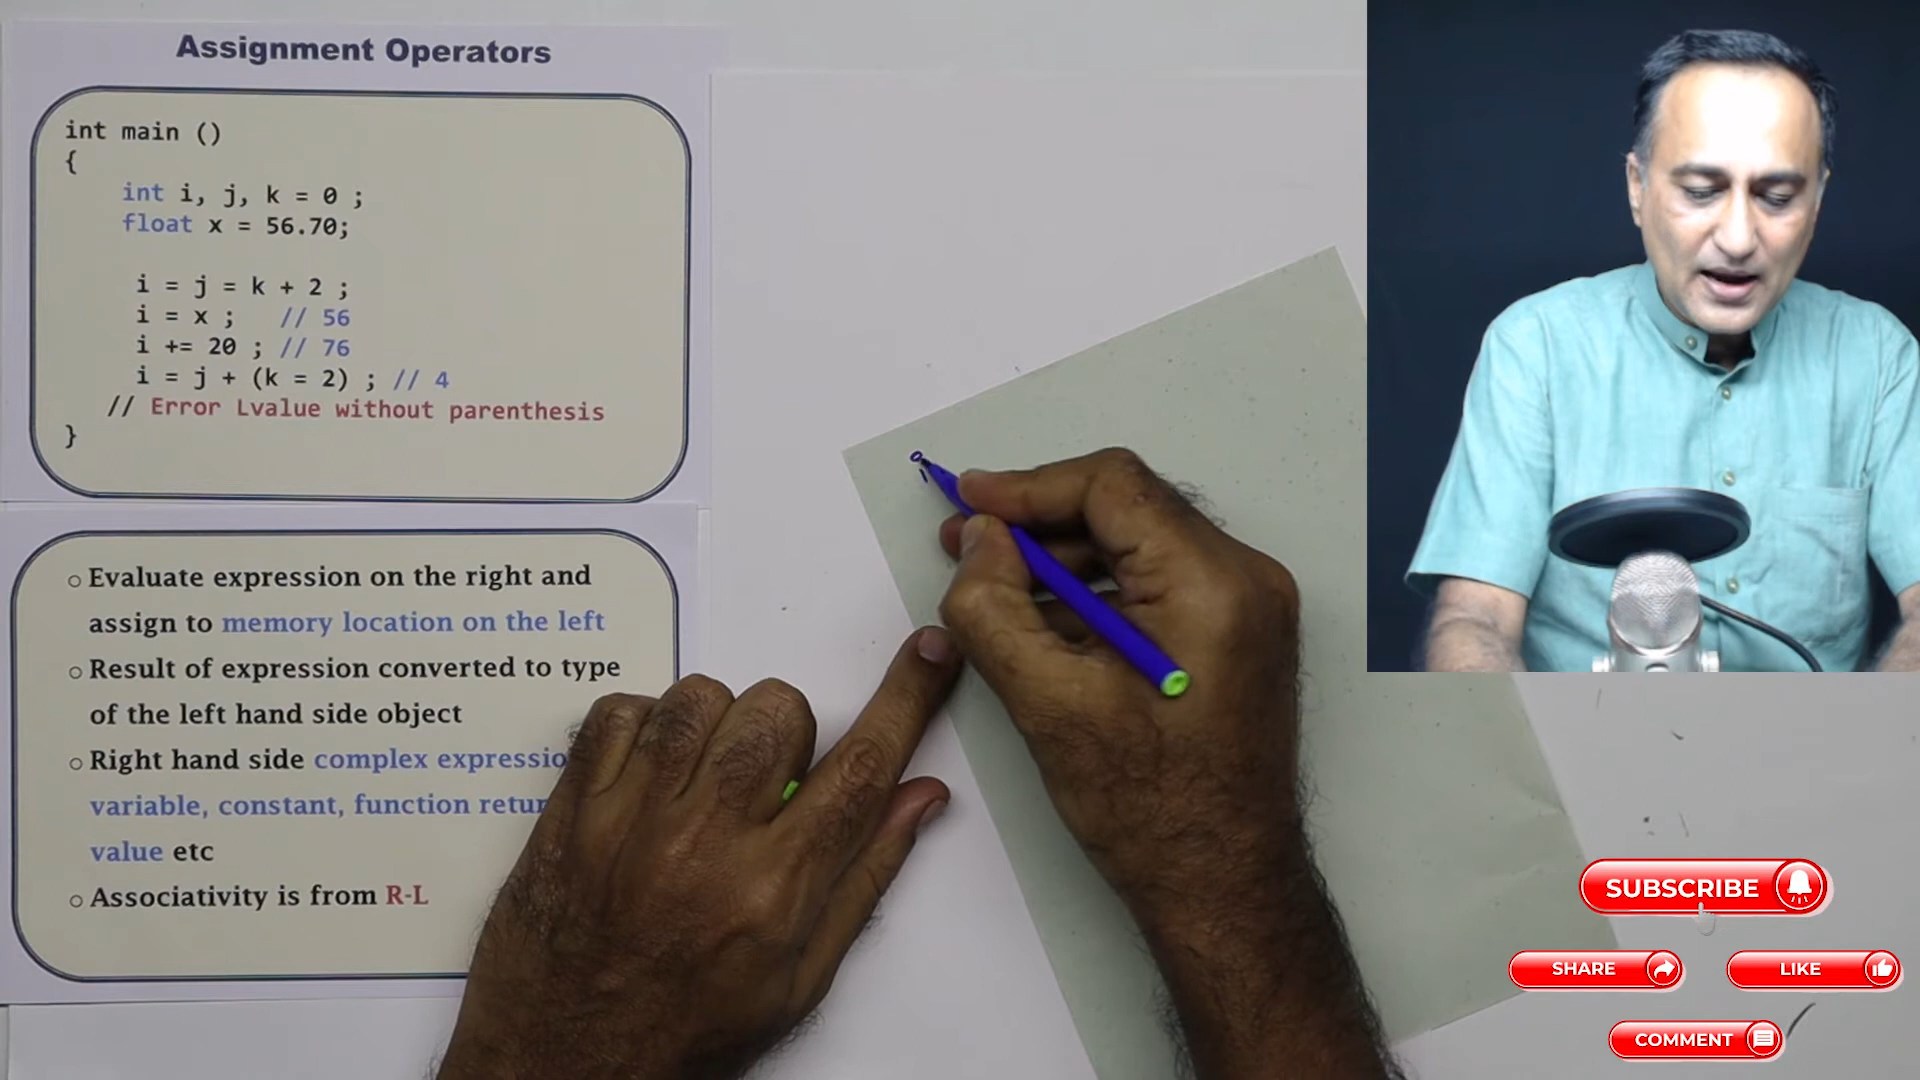 Assignment Operators
int main ()
{
int i, j, k = 0 ;
float x = 56.70;
i = j = k + 2 ;
i = x ; // 56
i += 20 ; // 76
i = j + (k = 2) ; // 4
// Error Lvalue without parenthesis
}
○ Evaluate expression on the right and
assign to memory location on the left
○ Result of expression converted to type
of the left hand side object
○ Right hand side complex
variable, constant, function
value etc
○ Associativity is from R-L
SUBSCRIBE
SHARE
LIKE
COMMENT